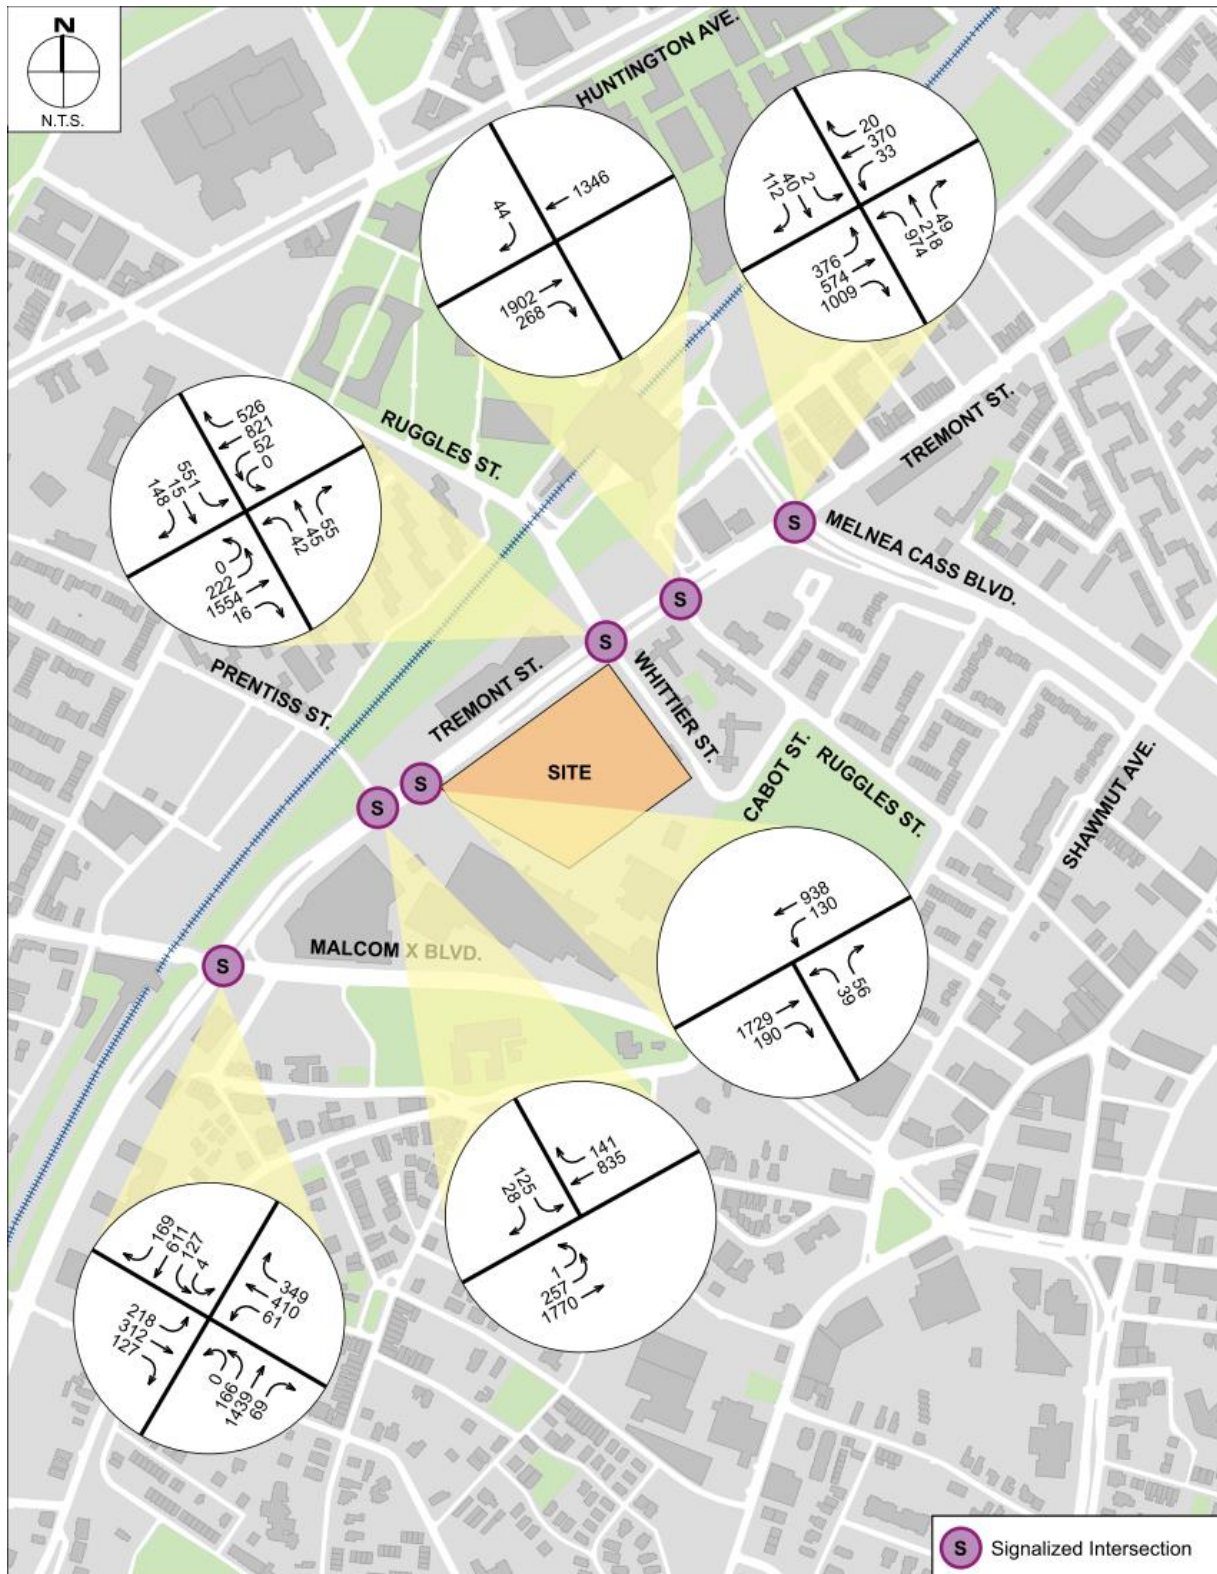 N
N.T.S.
HUNTINGTON AVE.
20
370
33
2
40
112
49
218
974
376
574
1009
1346
44
1902
268
RUGGLES ST.
TREMONT ST.
526
821
52
0
551
15
148
55
45
42
0
222
1554
16
S
MELNEA CASS BLVD.
S
S
PRENTISS ST.
TREMONT ST.
WHITTIER ST.
SITE
CABOT ST.
RUGGLES ST.
SHAWMUT AVE.
S
S
938
130
56
39
1729
190
MALCOM X BLVD.
S
141
835
125
28
1
257
1770
169
611
127
4
349
410
61
218
312
127
0
166
1439
69
S Signalized Intersection